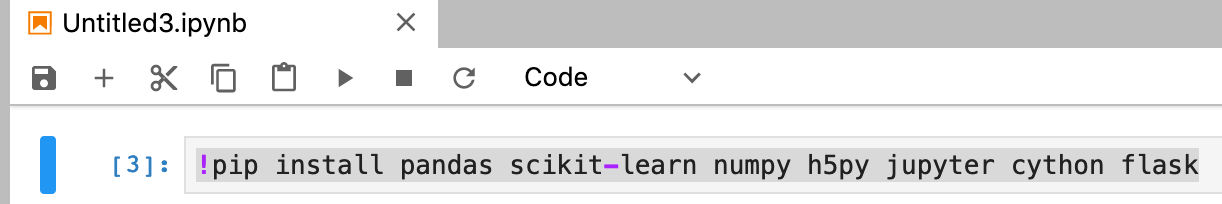 Untitled3.ipynb
Code
[3]: !pip install pandas scikit-learn numpy h5py jupyter cython flask